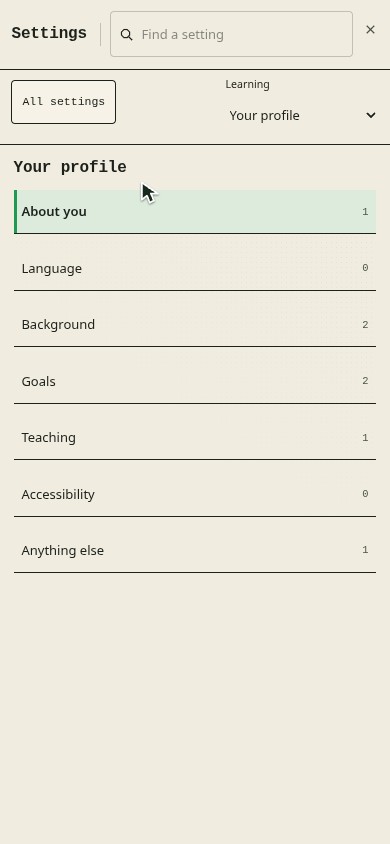 Settings
Find a setting
×
All settings
Learning
Your profile
Your profile
About you 1
Language 0
Background 2
Goals 2
Teaching 1
Accessibility 0
Anything else 1